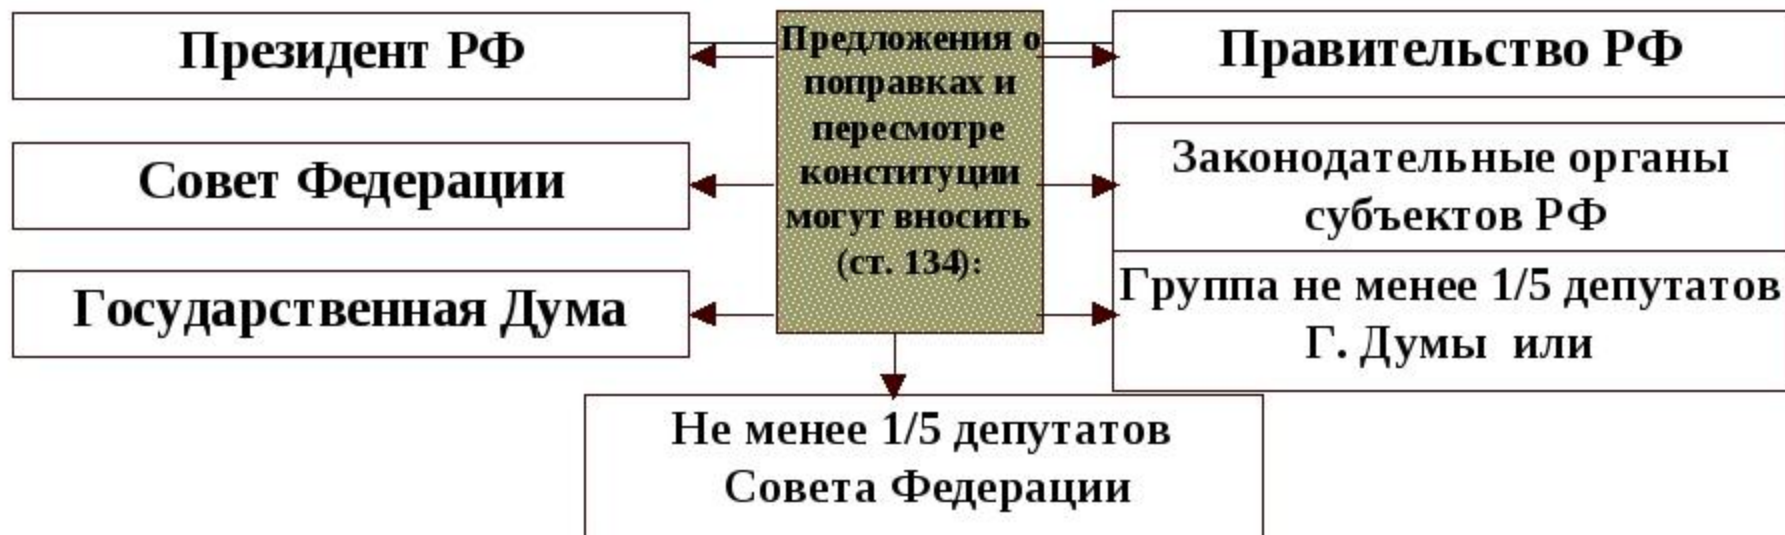 Президент РФ
Совет Федерации
Государственная Дума
Предложения о
поправках и
пересмотре
конституции
могут вносить
(ст. 134):
Правительство РФ
Законодательные органы
субъектов РФ
Группа не менее 1/5 депутатов
Г. Думы или
Не менее 1/5 депутатов
Совета Федерации